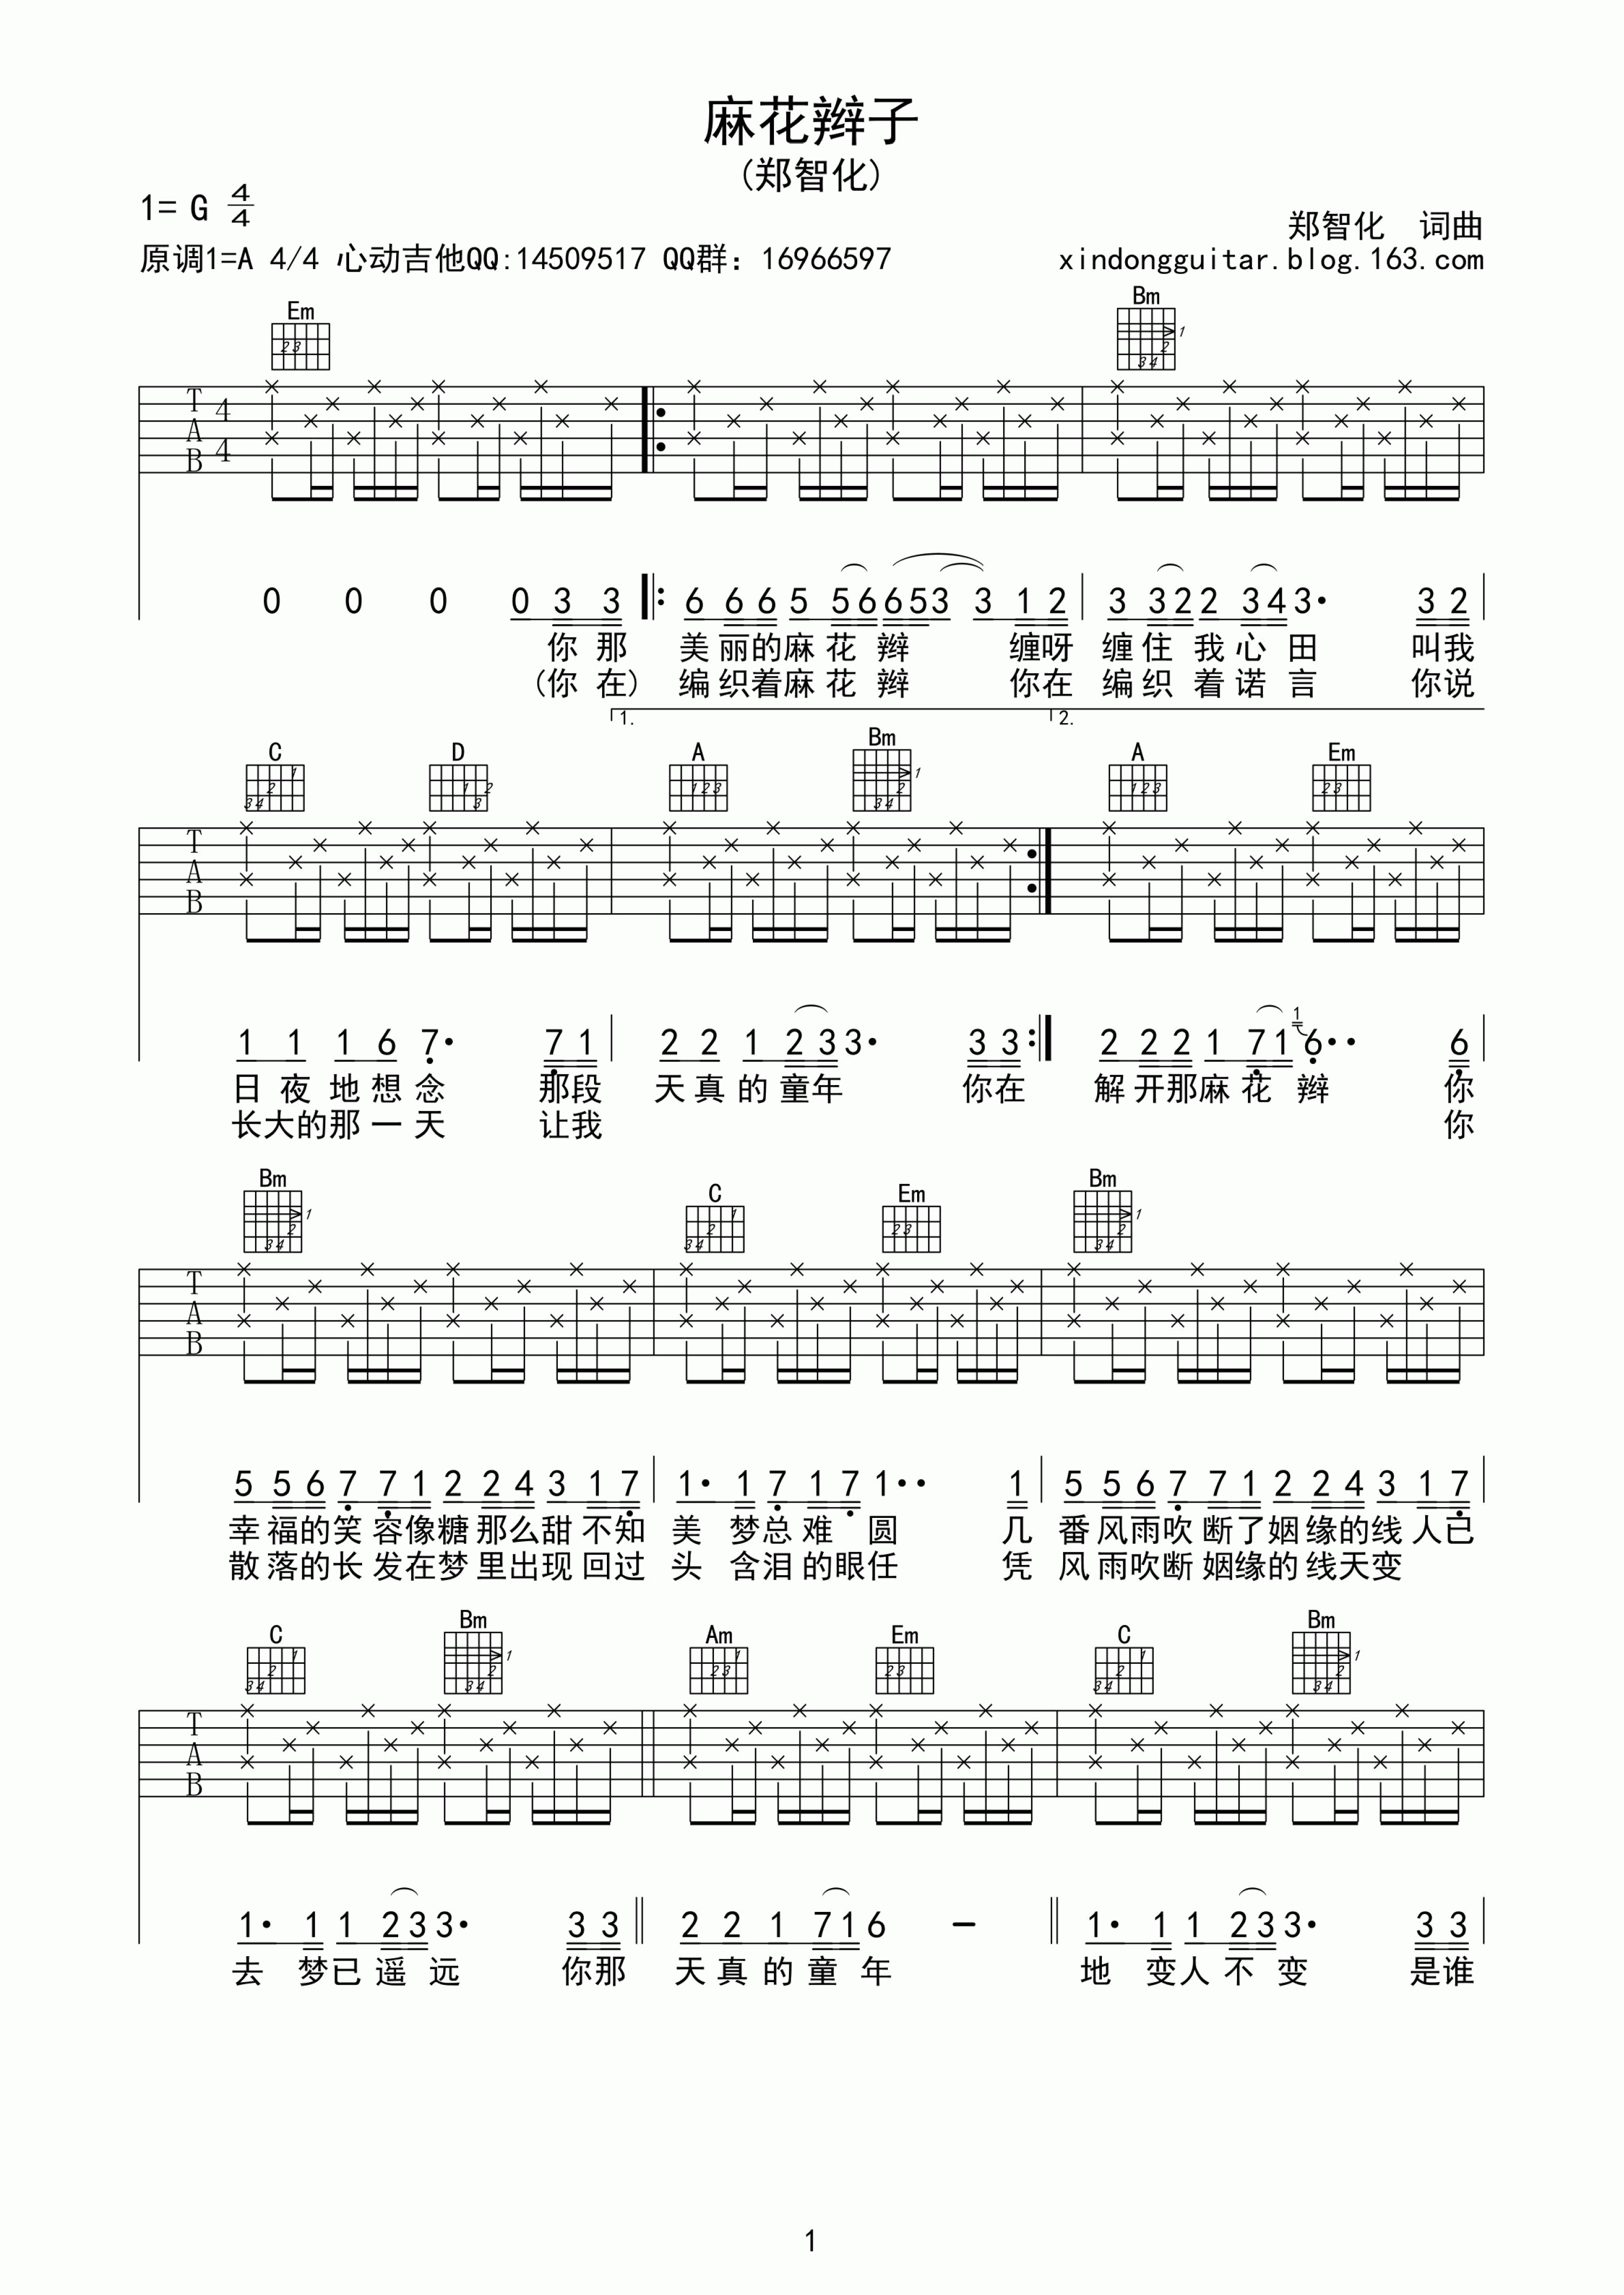 麻花辫子
(郑智化)
1= G 4/4
郑智化 词曲
原调1=A 4/4 心动吉他QQ:14509517 QQ群：16966597 xindongguitar.blog.163.com
Em Bm
T A B 4 4
0 0 0 0 3 3 6 6 6 5 5 6 6 5 3 3 1 2 3 3 2 2 3 4 3· 3 2
你那 美丽的麻花辫 缠呀 缠住我心田 叫我
(你在) 编织着麻花辫 你在 编织着诺言 你说
1. 2.
C D A Bm A Em
T A B
1 1 1 6 7· 7 1 2 2 1 2 3 3· 3 3 2 2 2 1 7 1 1 6·· 6
日夜地想念 那段 天真的童年 你在 解开那麻花辫 你
长大的那一天 让我 你
Bm C Em Bm
T A B
5 5 6 7 7 1 2 2 4 3 1 7 1· 1 7 1 7 1·· 1 5 5 6 7 7 1 2 2 4 3 1 7
幸福的笑容像糖那么甜不知 美梦总难圆 几 番风雨吹断了姻缘的线人已
散落的长发在梦里出现回过 头含泪的眼任 凭 风雨吹断姻缘的线天变
C Bm Am Em C Bm
T A B
1· 1 1 2 3 3· 3 3 2 2 1 7 1 6 – 1· 1 1 2 3 3· 3 3
去梦已遥远 你那 天真的童年 地变人不变 是谁
1